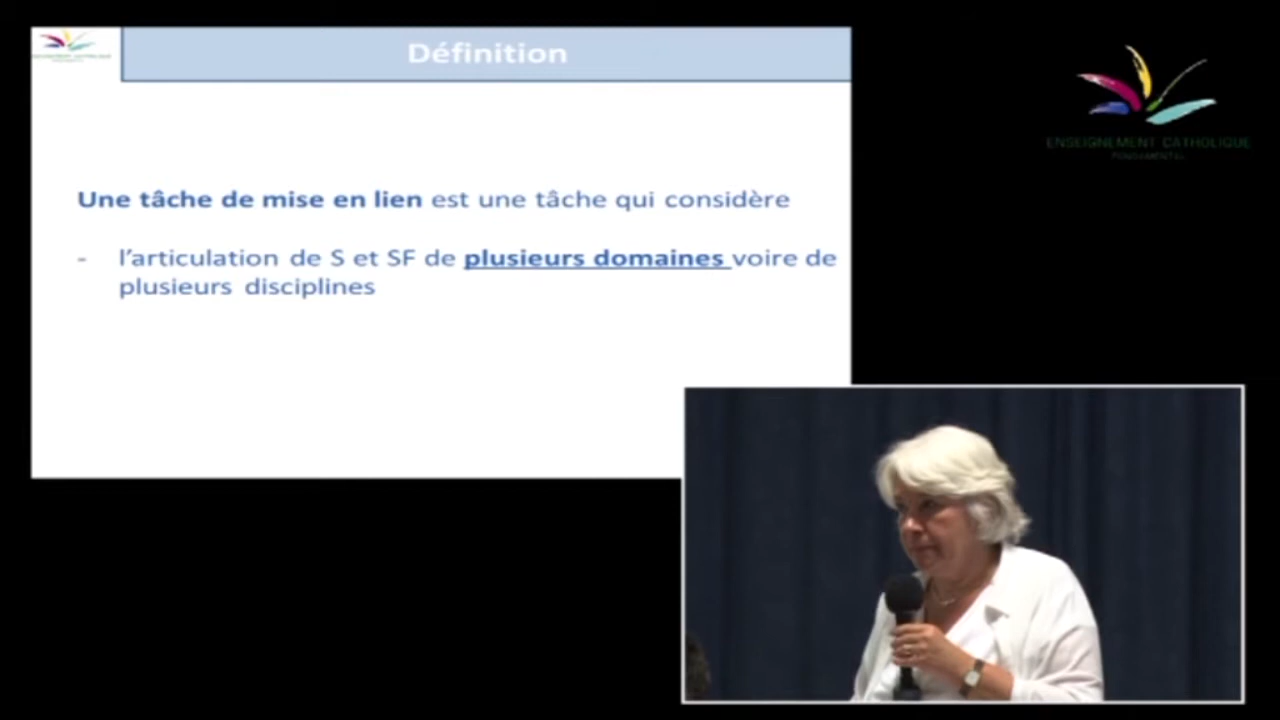 Définition
ENSEIGNEMENT CATHOLIQUE
FONDAMENTAL
Une tâche de mise en lien est une tâche qui considère
- l’articulation de S et SF de plusieurs domaines voire de
plusieurs disciplines